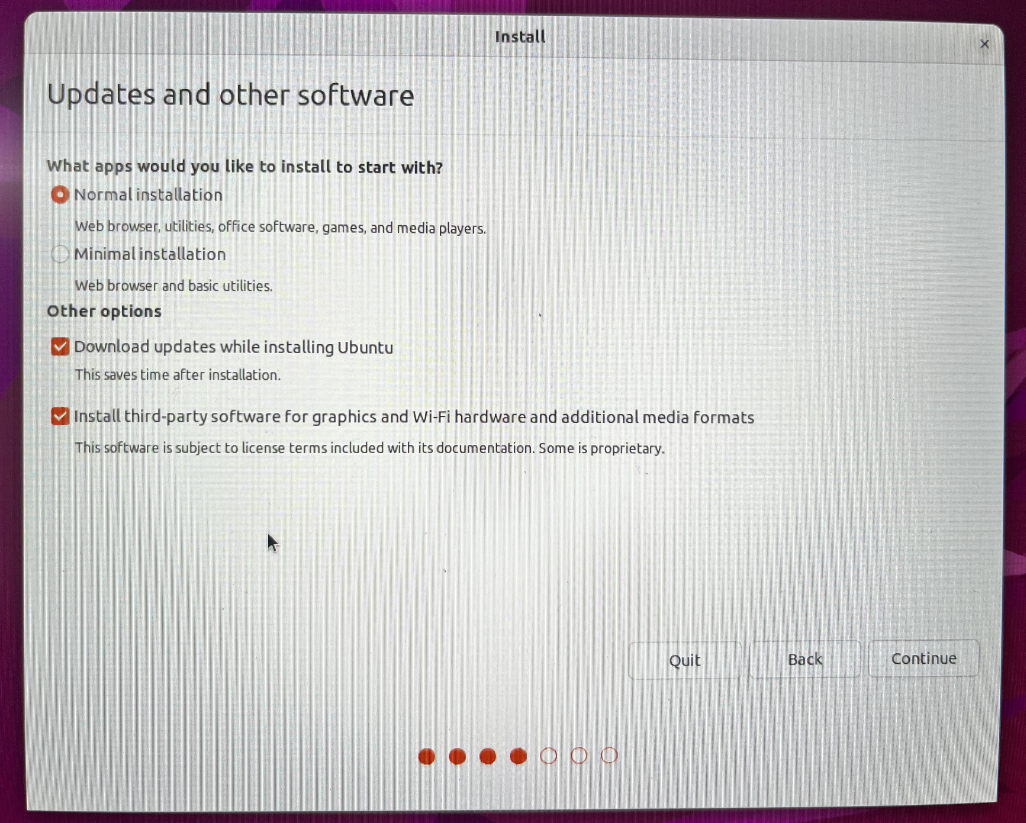 Install
Updates and other software
What apps would you like to install to start with?
Normal installation
Web browser, utilities, office software, games, and media players.
Minimal installation
Web browser and basic utilities.
Other options
Download updates while installing Ubuntu
This saves time after installation.
Install third-party software for graphics and Wi-Fi hardware and additional media formats
This software is subject to license terms included with its documentation. Some is proprietary.
Quit Back Continue